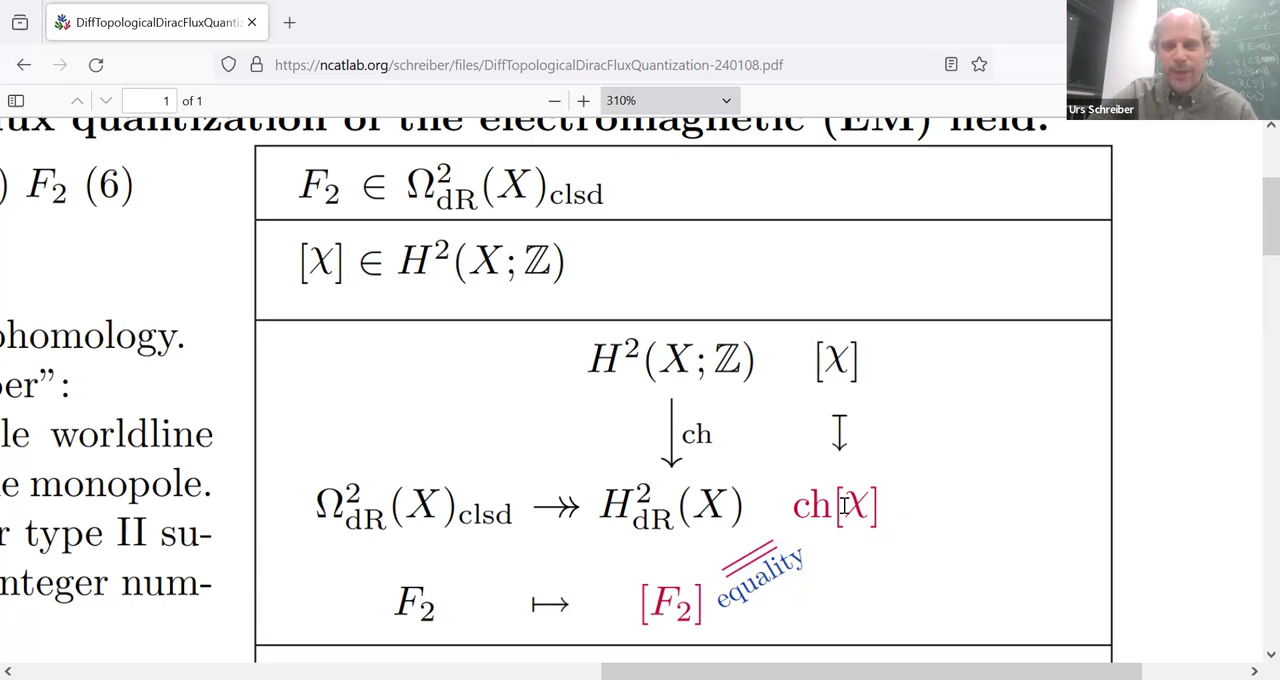 DiffTopologicalDiracFluxQuantiza
https://ncatlab.org/schreiber/files/DiffTopologicalDiracFluxQuantization-240108.pdf
1 of 1
310%
Urs Schreiber
lux quantization of the electromagnetic (EM) field.
) F₂ (6)
F₂ ∈ Ω²_dR(X)_clsd
[χ] ∈ H²(X; ℤ)
ohomology.
er”:
le worldline
e monopole.
r type II su-
nteger num-
H²(X; ℤ) [χ]
↓ ch ↧
Ω²_dR(X)_clsd ↠ H²_dR(X) ch[χ]
equality
F₂ ↦ [F₂]